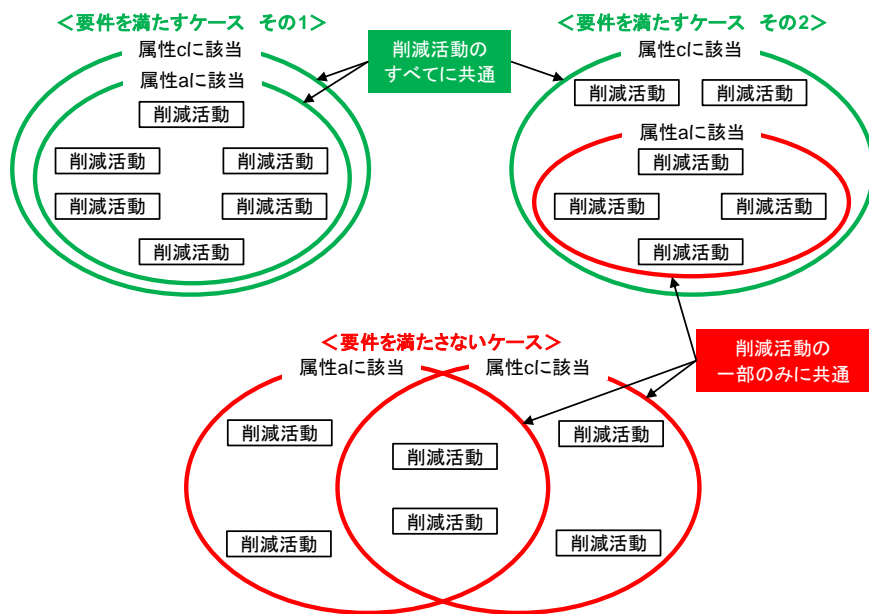 ＜要件を満たすケース　その1＞
属性cに該当
属性aに該当
削減活動
削減活動
削減活動
削減活動
削減活動
削減活動
削減活動の
すべてに共通
＜要件を満たすケース　その2＞
属性cに該当
削減活動
削減活動
属性aに該当
削減活動
削減活動
削減活動
削減活動
＜要件を満たさないケース＞
属性aに該当
属性cに該当
削減活動
削減活動
削減活動
削減活動
削減活動
削減活動
削減活動の
一部のみに共通